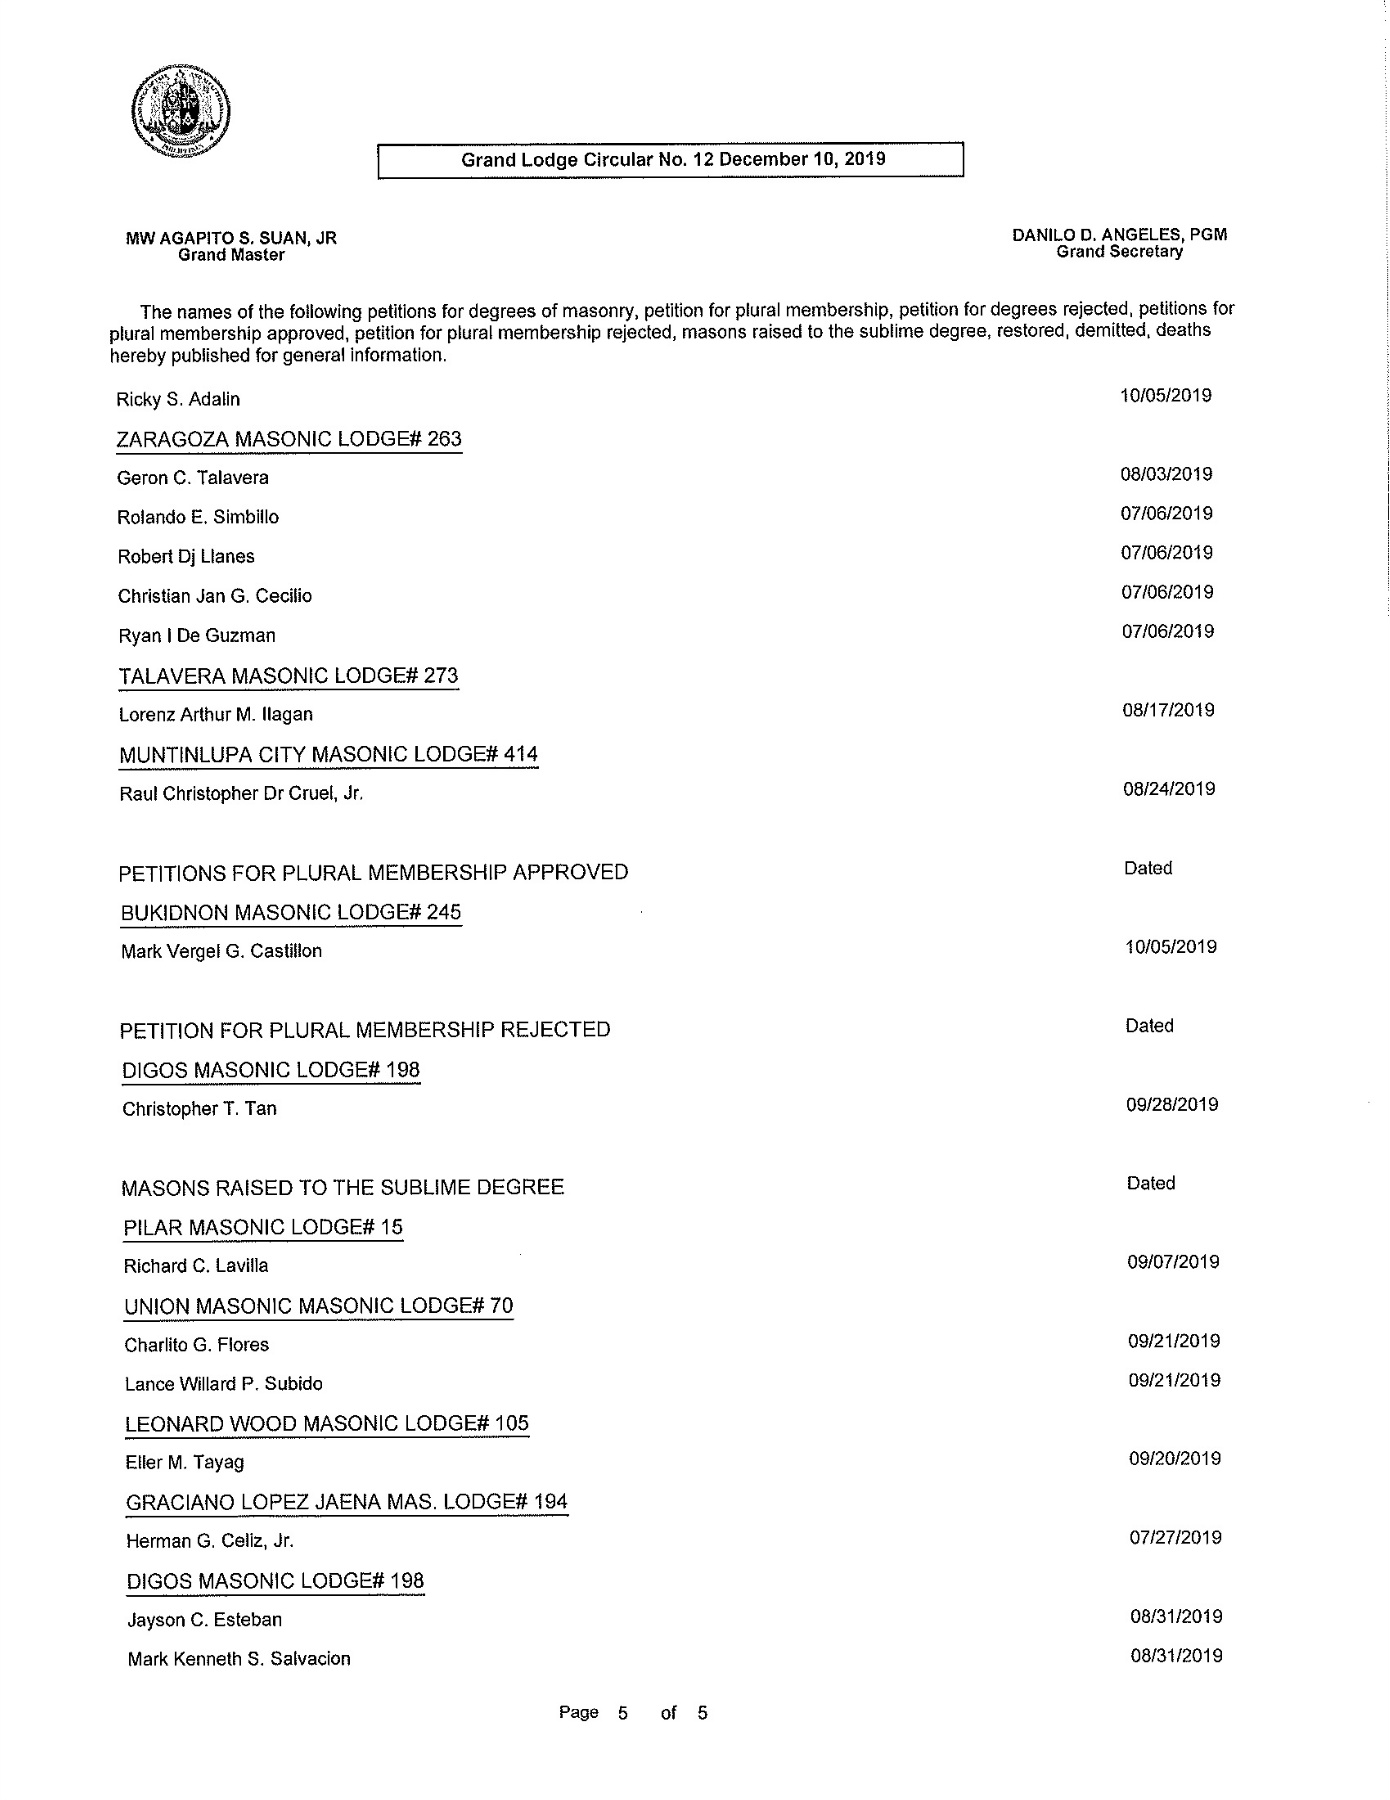 Grand Lodge Circular No. 12 December 10, 2019
MW AGAPITO S. SUAN, JR
Grand Master
DANILO D. ANGELES, PGM
Grand Secretary
The names of the following petitions for degrees of masonry, petition for plural membership, petition for degrees rejected, petitions for
plural membership approved, petition for plural membership rejected, masons raised to the sublime degree, restored, demitted, deaths
hereby published for general information.
Ricky S. Adalin 10/05/2019
ZARAGOZA MASONIC LODGE# 263
Geron C. Talavera 08/03/2019
Rolando E. Simbillo 07/06/2019
Robert Dj Llanes 07/06/2019
Christian Jan G. Cecilio 07/06/2019
Ryan I De Guzman 07/06/2019
TALAVERA MASONIC LODGE# 273
Lorenz Arthur M. Ilagan 08/17/2019
MUNTINLUPA CITY MASONIC LODGE# 414
Raul Christopher Dr Cruel, Jr. 08/24/2019
PETITIONS FOR PLURAL MEMBERSHIP APPROVED Dated
BUKIDNON MASONIC LODGE# 245
Mark Vergel G. Castillon 10/05/2019
PETITION FOR PLURAL MEMBERSHIP REJECTED Dated
DIGOS MASONIC LODGE# 198
Christopher T. Tan 09/28/2019
MASONS RAISED TO THE SUBLIME DEGREE Dated
PILAR MASONIC LODGE# 15
Richard C. Lavilla 09/07/2019
UNION MASONIC MASONIC LODGE# 70
Charlito G. Flores 09/21/2019
Lance Willard P. Subido 09/21/2019
LEONARD WOOD MASONIC LODGE# 105
Eller M. Tayag 09/20/2019
GRACIANO LOPEZ JAENA MAS. LODGE# 194
Herman G. Celiz, Jr. 07/27/2019
DIGOS MASONIC LODGE# 198
Jayson C. Esteban 08/31/2019
Mark Kenneth S. Salvacion 08/31/2019
Page 5 of 5